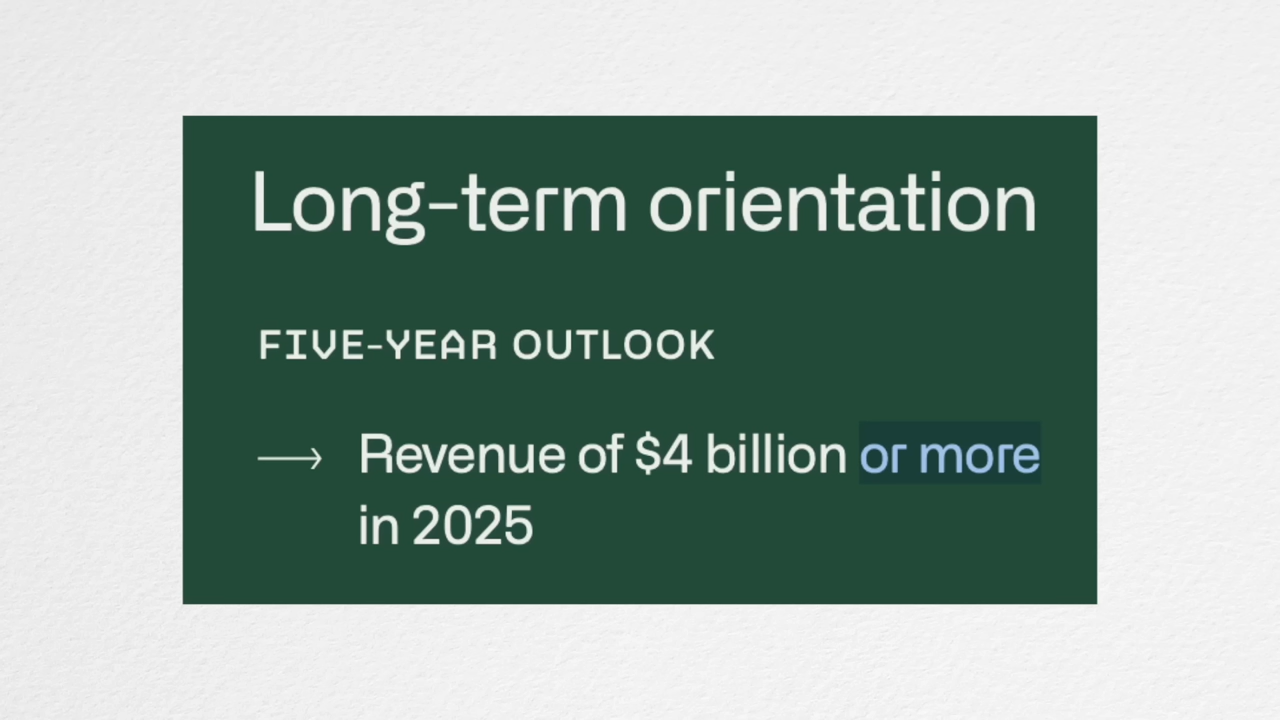 Long-term orientation
FIVE-YEAR OUTLOOK
Revenue of $4 billion or more
in 2025